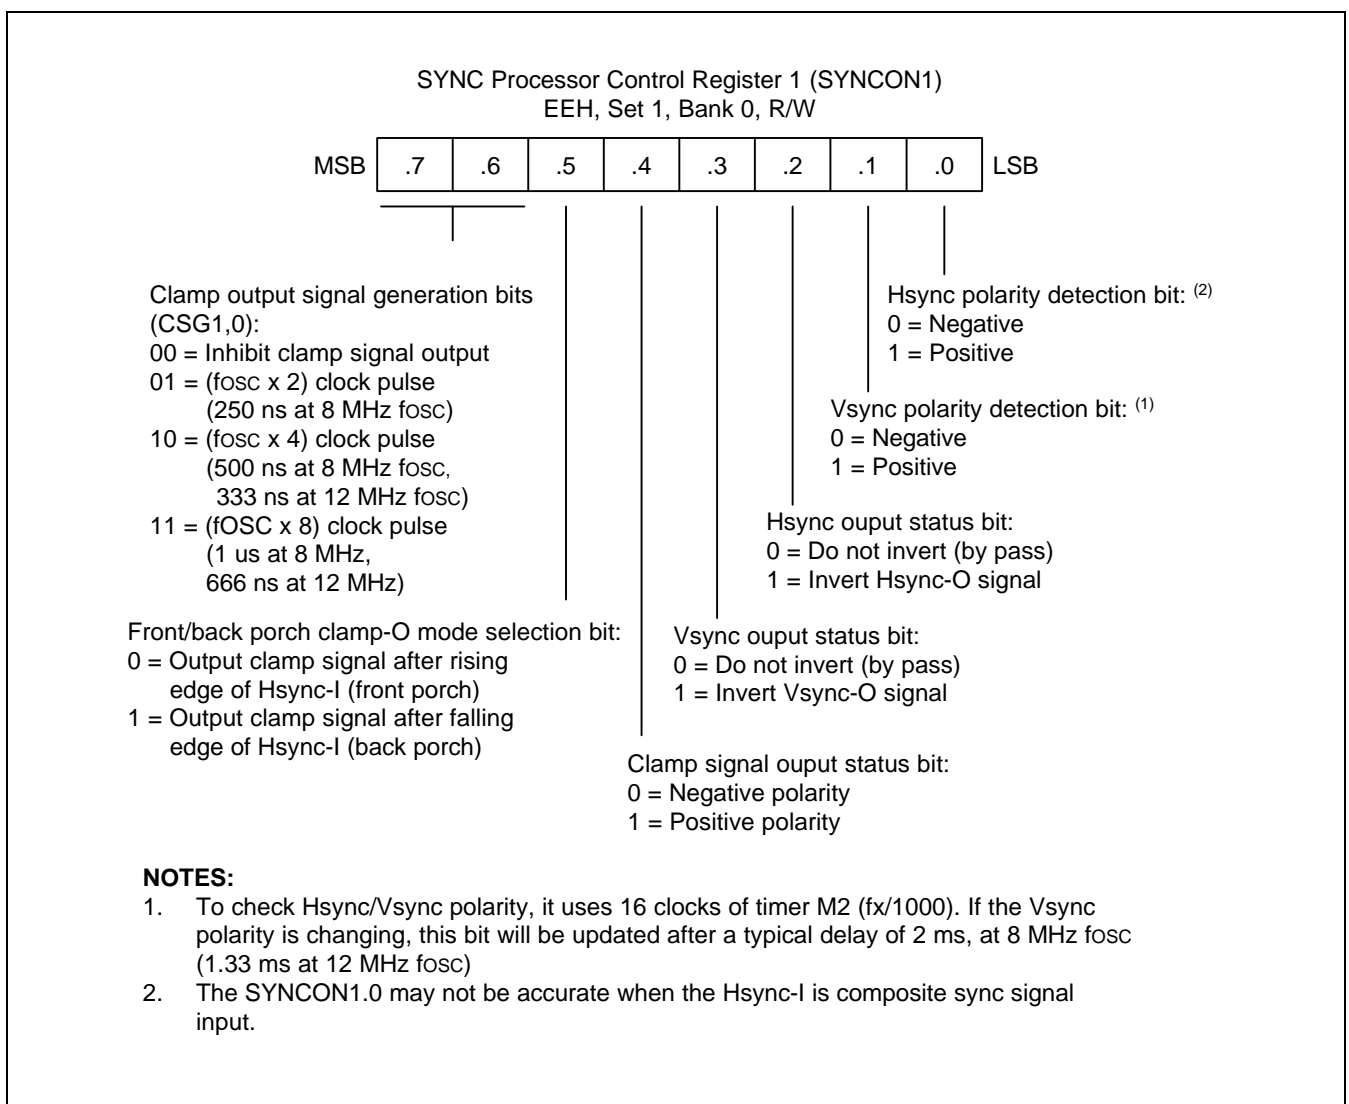 SYNC Processor Control Register 1 (SYNCON1)
EEH, Set 1, Bank 0, R/W
MSB .7 .6 .5 .4 .3 .2 .1 .0 LSB
Clamp output signal generation bits
(CSG1,0):
00 = Inhibit clamp signal output
01 = (fOSC x 2) clock pulse
(250 ns at 8 MHz fOSC)
10 = (fOSC x 4) clock pulse
(500 ns at 8 MHz fOSC,
333 ns at 12 MHz fOSC)
11 = (fOSC x 8) clock pulse
(1 us at 8 MHz,
666 ns at 12 MHz)
Front/back porch clamp-O mode selection bit:
0 = Output clamp signal after rising
edge of Hsync-I (front porch)
1 = Output clamp signal after falling
edge of Hsync-I (back porch)
Hsync polarity detection bit: (2)
0 = Negative
1 = Positive
Vsync polarity detection bit: (1)
0 = Negative
1 = Positive
Hsync ouput status bit:
0 = Do not invert (by pass)
1 = Invert Hsync-O signal
Vsync ouput status bit:
0 = Do not invert (by pass)
1 = Invert Vsync-O signal
Clamp signal ouput status bit:
0 = Negative polarity
1 = Positive polarity
NOTES:
1. To check Hsync/Vsync polarity, it uses 16 clocks of timer M2 (fx/1000). If the Vsync
polarity is changing, this bit will be updated after a typical delay of 2 ms, at 8 MHz fOSC
(1.33 ms at 12 MHz fOSC)
2. The SYNCON1.0 may not be accurate when the Hsync-I is composite sync signal
input.